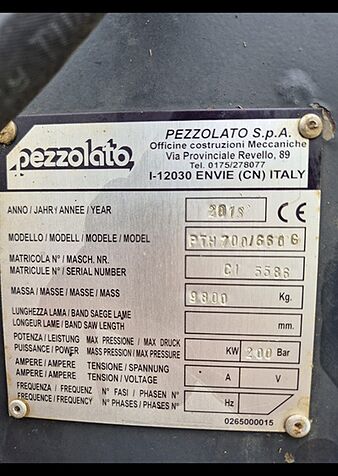 PEZZOLATO S.p.A.
Officine costruzioni Meccaniche
Via Provinciale Revello, 89
Tel. 0175/278077
I-12030 ENVIE (CN) ITALY
pezzolato
ANNO / JAHR / ANNEE / YEAR 2018 CE
MODELLO / MODELL / MODELE / MODEL PTH 700/660 G
MATRICOLA N° / MASCH. NR.
MATRICULE N° / SERIAL NUMBER C1 5586
MASSA / MASSE / MASSE / MASS 9800 Kg.
LUNGHEZZA LAMA / BAND SAEGE LAME
LONGEUR LAME / BAND SAW LENGTH mm.
POTENZA / LEISTUNG MAX PRESSIONE / MAX DRUCK
PUISSANCE / POWER MASS PRESSION / MAX PRESSURE KW 200 Bar
AMPERE / AMPERE TENSIONE / SPANNUNG
AMPERE / AMPERE TENSION / VOLTAGE A V
FREQUENZA / FREQUENZ N° FASI / PHASEN N°
FREQUENCE / FREQUENCY N° PHASES / PHASES N° Hz
0265000015